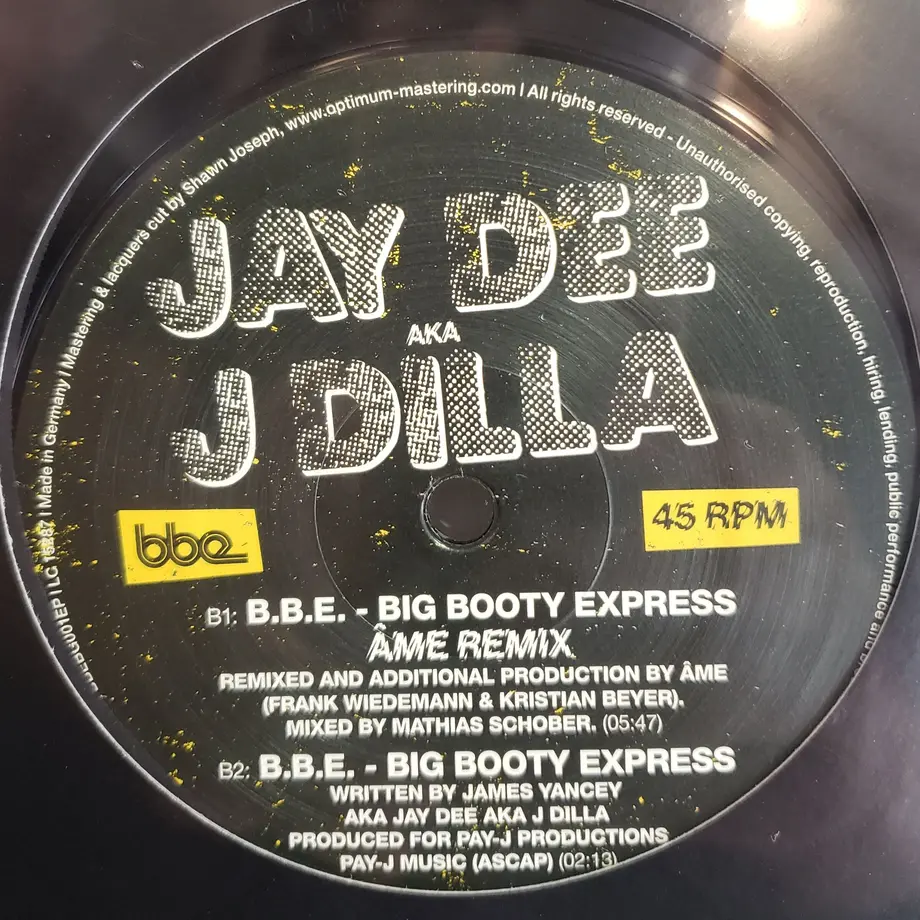 LC 15487 | Made in Germany | Mastering & lacquers cut by Shawn Joseph, www.optimum-mastering.com | All rights reserved - Unauthorised copying, reproduction, hiring, lending, public performance and
JAY DEE
AKA
J DILLA
bbe
45 RPM
B1: B.B.E. - BIG BOOTY EXPRESS
ÂME REMIX
REMIXED AND ADDITIONAL PRODUCTION BY ÂME
(FRANK WIEDEMANN & KRISTIAN BEYER).
MIXED BY MATHIAS SCHOBER. (05:47)
B2: B.B.E. - BIG BOOTY EXPRESS
WRITTEN BY JAMES YANCEY
AKA JAY DEE AKA J DILLA
PRODUCED FOR PAY-J PRODUCTIONS
PAY-J MUSIC (ASCAP) (02:13)